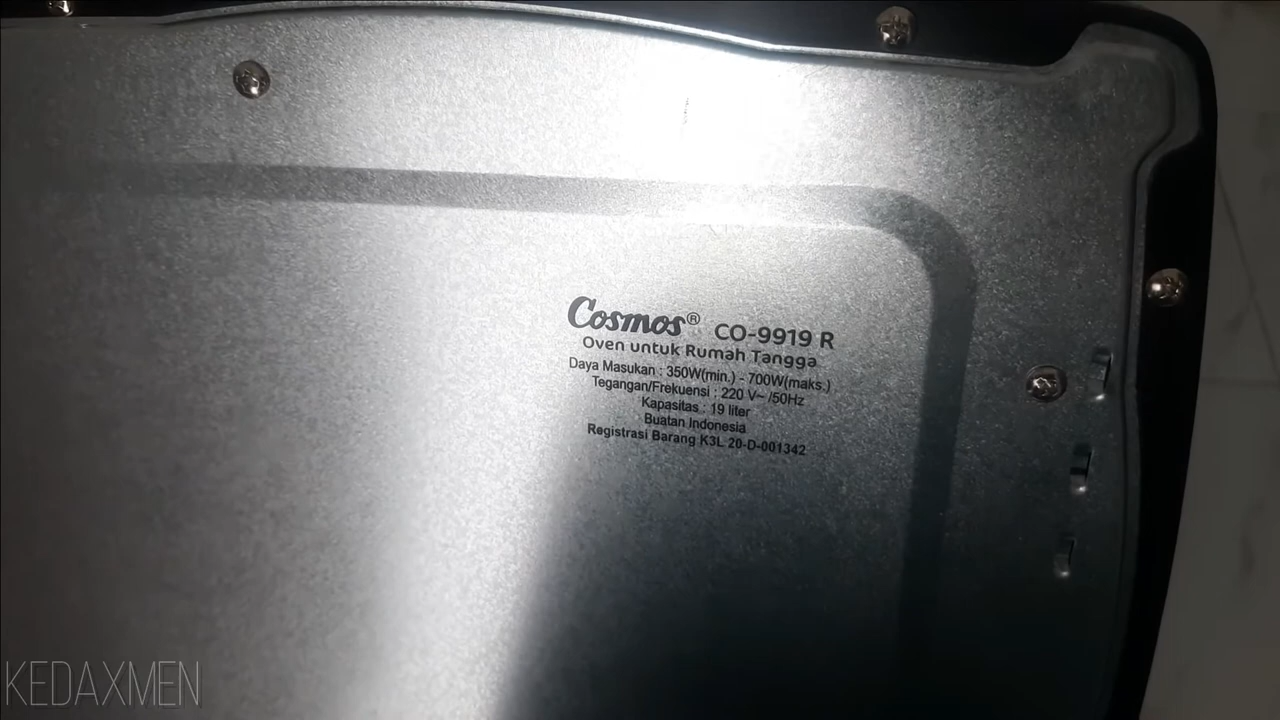 Cosmos® CO-9919 R
Oven untuk Rumah Tangga
Daya Masukan : 350W(min.) - 700W(maks.)
Tegangan/Frekuensi : 220 V~ /50Hz
Kapasitas : 19 liter
Buatan Indonesia
Registrasi Barang K3L 20-D-001342
KEDAXMEN